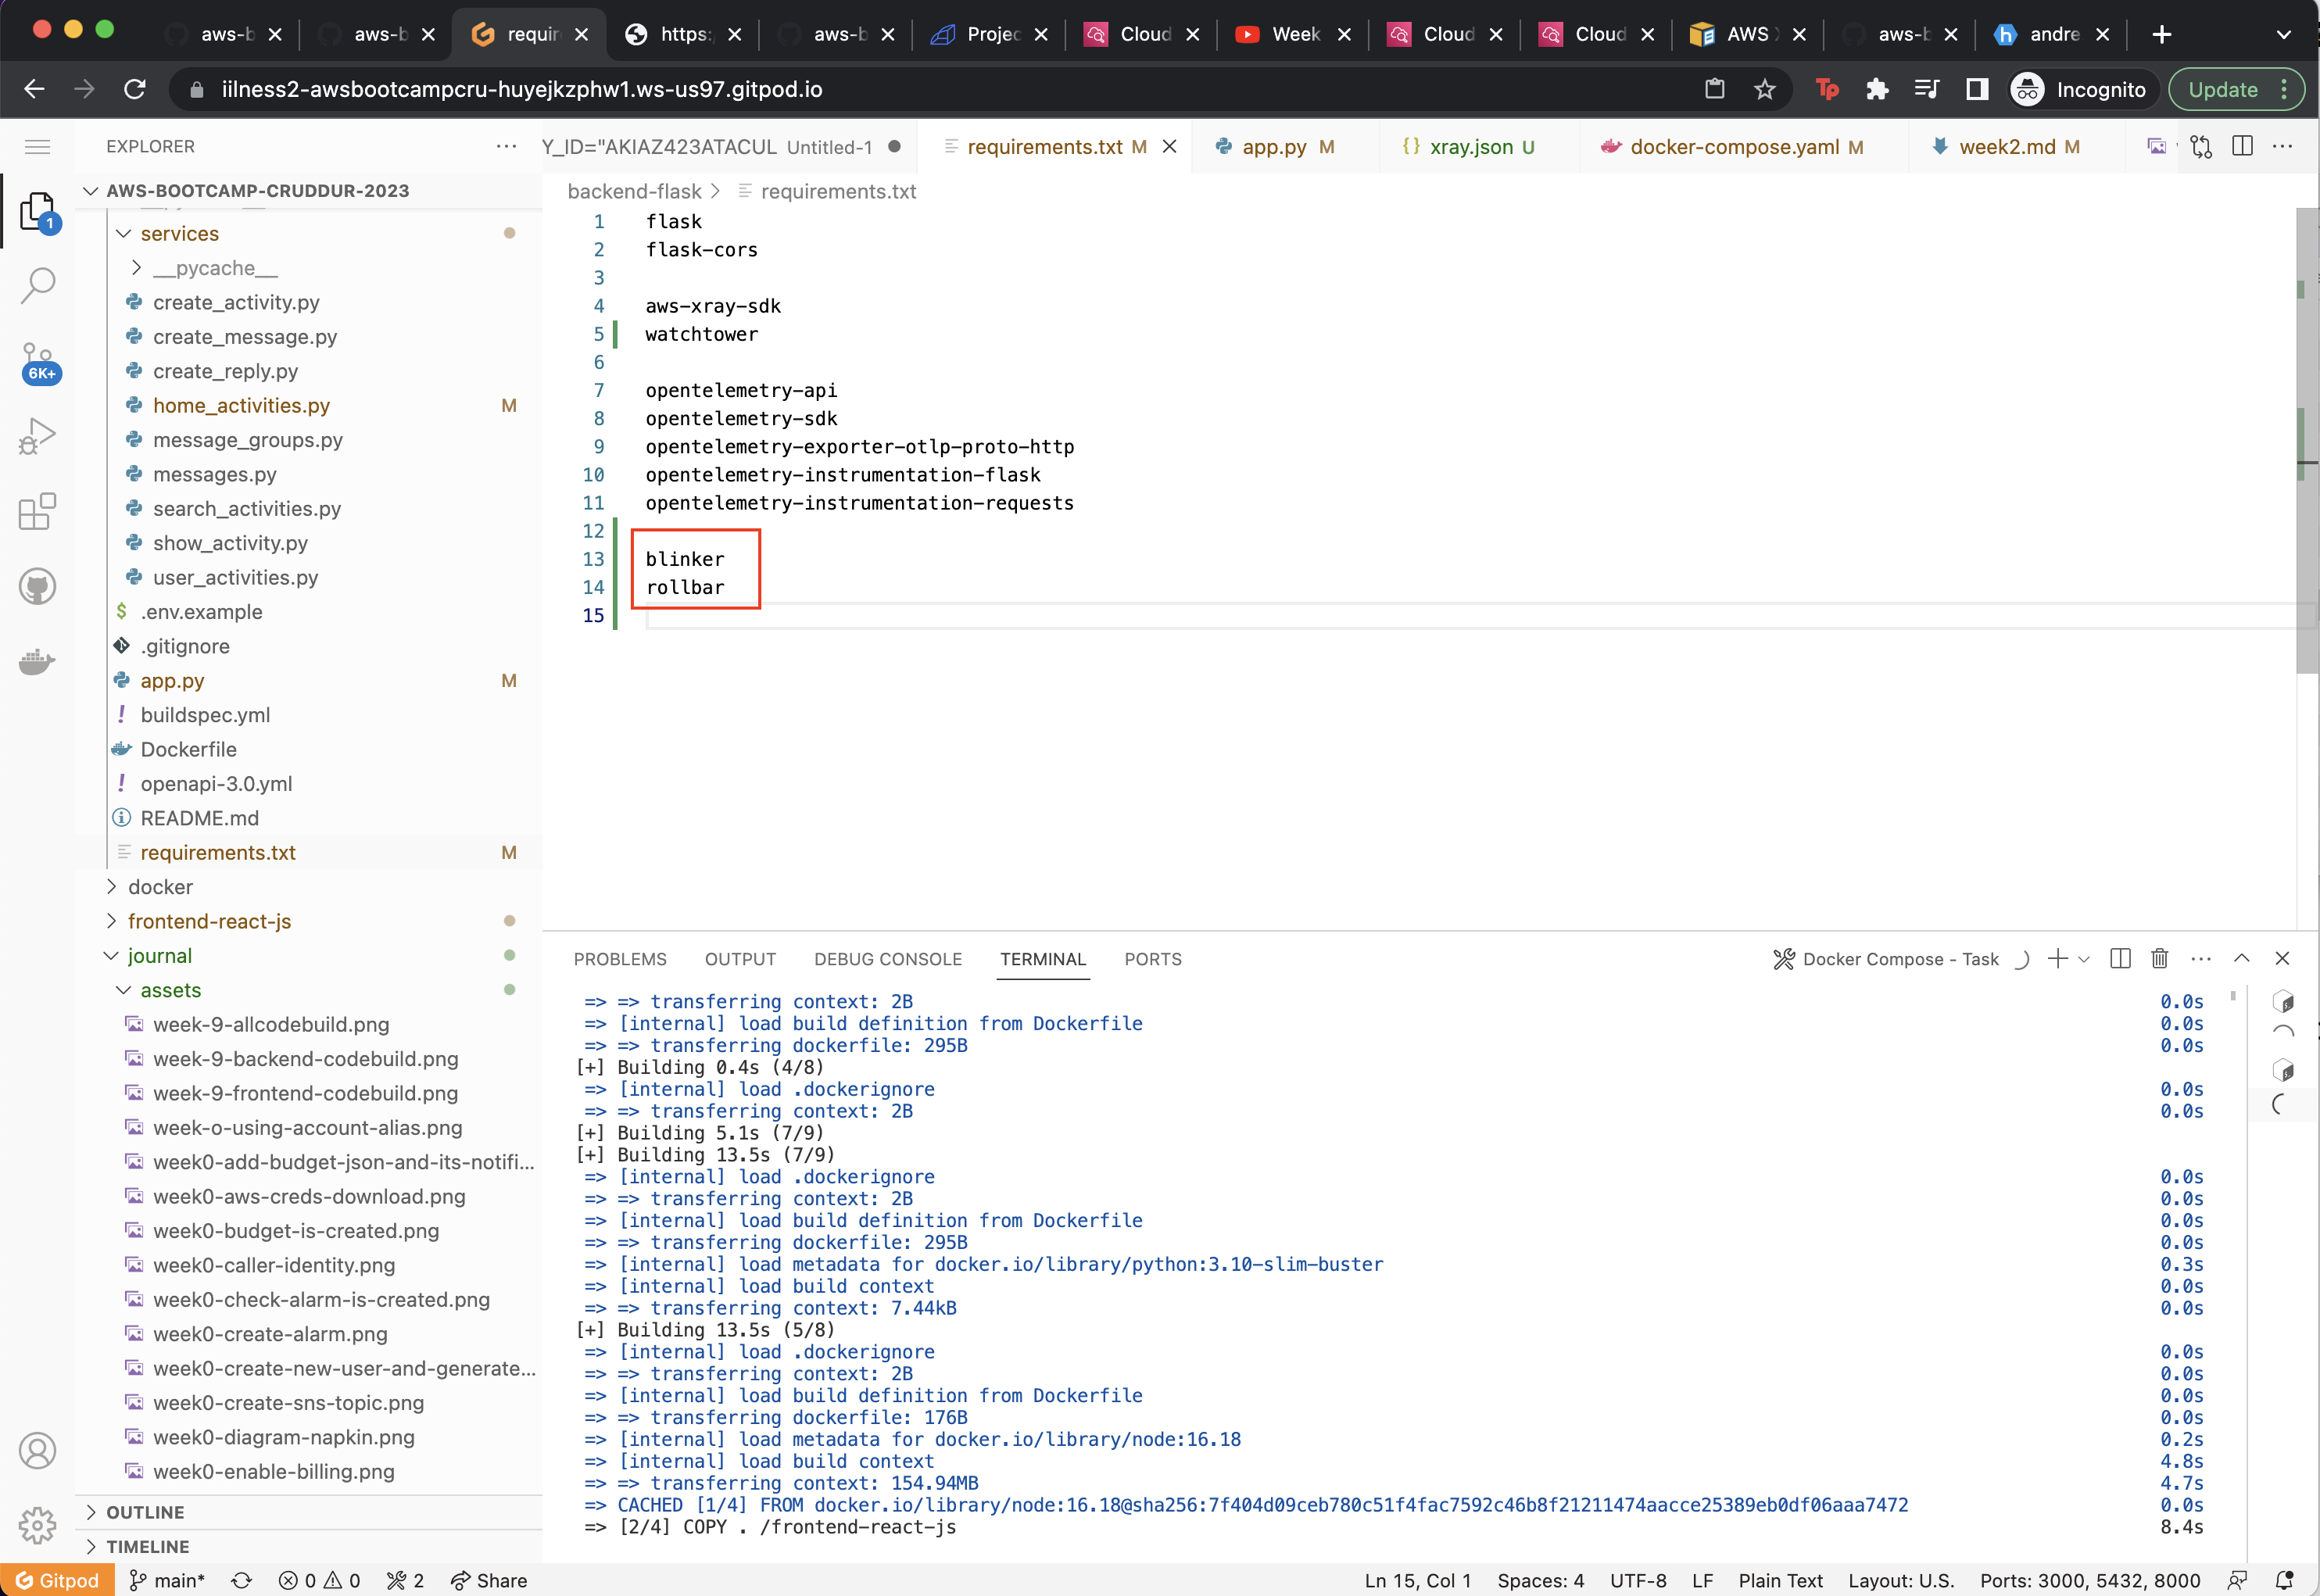 aws-b
aws-b
requir
https:
aws-b
Projec
Cloud
Week
Cloud
Cloud
AWS
aws-b
andre
iilness2-awsbootcampcru-huyejkzphw1.ws-us97.gitpod.io
Tp
Incognito
Update
EXPLORER
Y_ID="AKIAZ423ATACUL Untitled-1
requirements.txt M
app.py M
{} xray.json U
docker-compose.yaml M
week2.md M
AWS-BOOTCAMP-CRUDDUR-2023
1
6K+
services
__pycache__
create_activity.py
create_message.py
create_reply.py
home_activities.py M
message_groups.py
messages.py
search_activities.py
show_activity.py
user_activities.py
$ .env.example
.gitignore
app.py M
! buildspec.yml
Dockerfile
! openapi-3.0.yml
README.md
requirements.txt M
docker
frontend-react-js
journal
assets
week-9-allcodebuild.png
week-9-backend-codebuild.png
week-9-frontend-codebuild.png
week-o-using-account-alias.png
week0-add-budget-json-and-its-notifi...
week0-aws-creds-download.png
week0-budget-is-created.png
week0-caller-identity.png
week0-check-alarm-is-created.png
week0-create-alarm.png
week0-create-new-user-and-generate...
week0-create-sns-topic.png
week0-diagram-napkin.png
week0-enable-billing.png
OUTLINE
TIMELINE
backend-flask > requirements.txt
1 flask
2 flask-cors
3
4 aws-xray-sdk
5 watchtower
6
7 opentelemetry-api
8 opentelemetry-sdk
9 opentelemetry-exporter-otlp-proto-http
10 opentelemetry-instrumentation-flask
11 opentelemetry-instrumentation-requests
12
13 blinker
14 rollbar
15
PROBLEMS OUTPUT DEBUG CONSOLE TERMINAL PORTS
Docker Compose - Task
=> => transferring context: 2B 0.0s
=> [internal] load build definition from Dockerfile 0.0s
=> => transferring dockerfile: 295B 0.0s
[+] Building 0.4s (4/8)
=> [internal] load .dockerignore 0.0s
=> => transferring context: 2B 0.0s
[+] Building 5.1s (7/9)
[+] Building 13.5s (7/9)
=> [internal] load .dockerignore 0.0s
=> => transferring context: 2B 0.0s
=> [internal] load build definition from Dockerfile 0.0s
=> => transferring dockerfile: 295B 0.0s
=> [internal] load metadata for docker.io/library/python:3.10-slim-buster 0.3s
=> [internal] load build context 0.0s
=> => transferring context: 7.44kB 0.0s
[+] Building 13.5s (5/8)
=> [internal] load .dockerignore 0.0s
=> => transferring context: 2B 0.0s
=> [internal] load build definition from Dockerfile 0.0s
=> => transferring dockerfile: 176B 0.0s
=> [internal] load metadata for docker.io/library/node:16.18 0.2s
=> [internal] load build context 4.8s
=> => transferring context: 154.94MB 4.7s
=> CACHED [1/4] FROM docker.io/library/node:16.18@sha256:7f404d09ceb780c51f4fac7592c46b8f21211474aacce25389eb0df06aaa7472 0.0s
=> [2/4] COPY . /frontend-react-js 8.4s
Gitpod main* 0 0 2 Share Ln 15, Col 1 Spaces: 4 UTF-8 LF Plain Text Layout: U.S. Ports: 3000, 5432, 8000